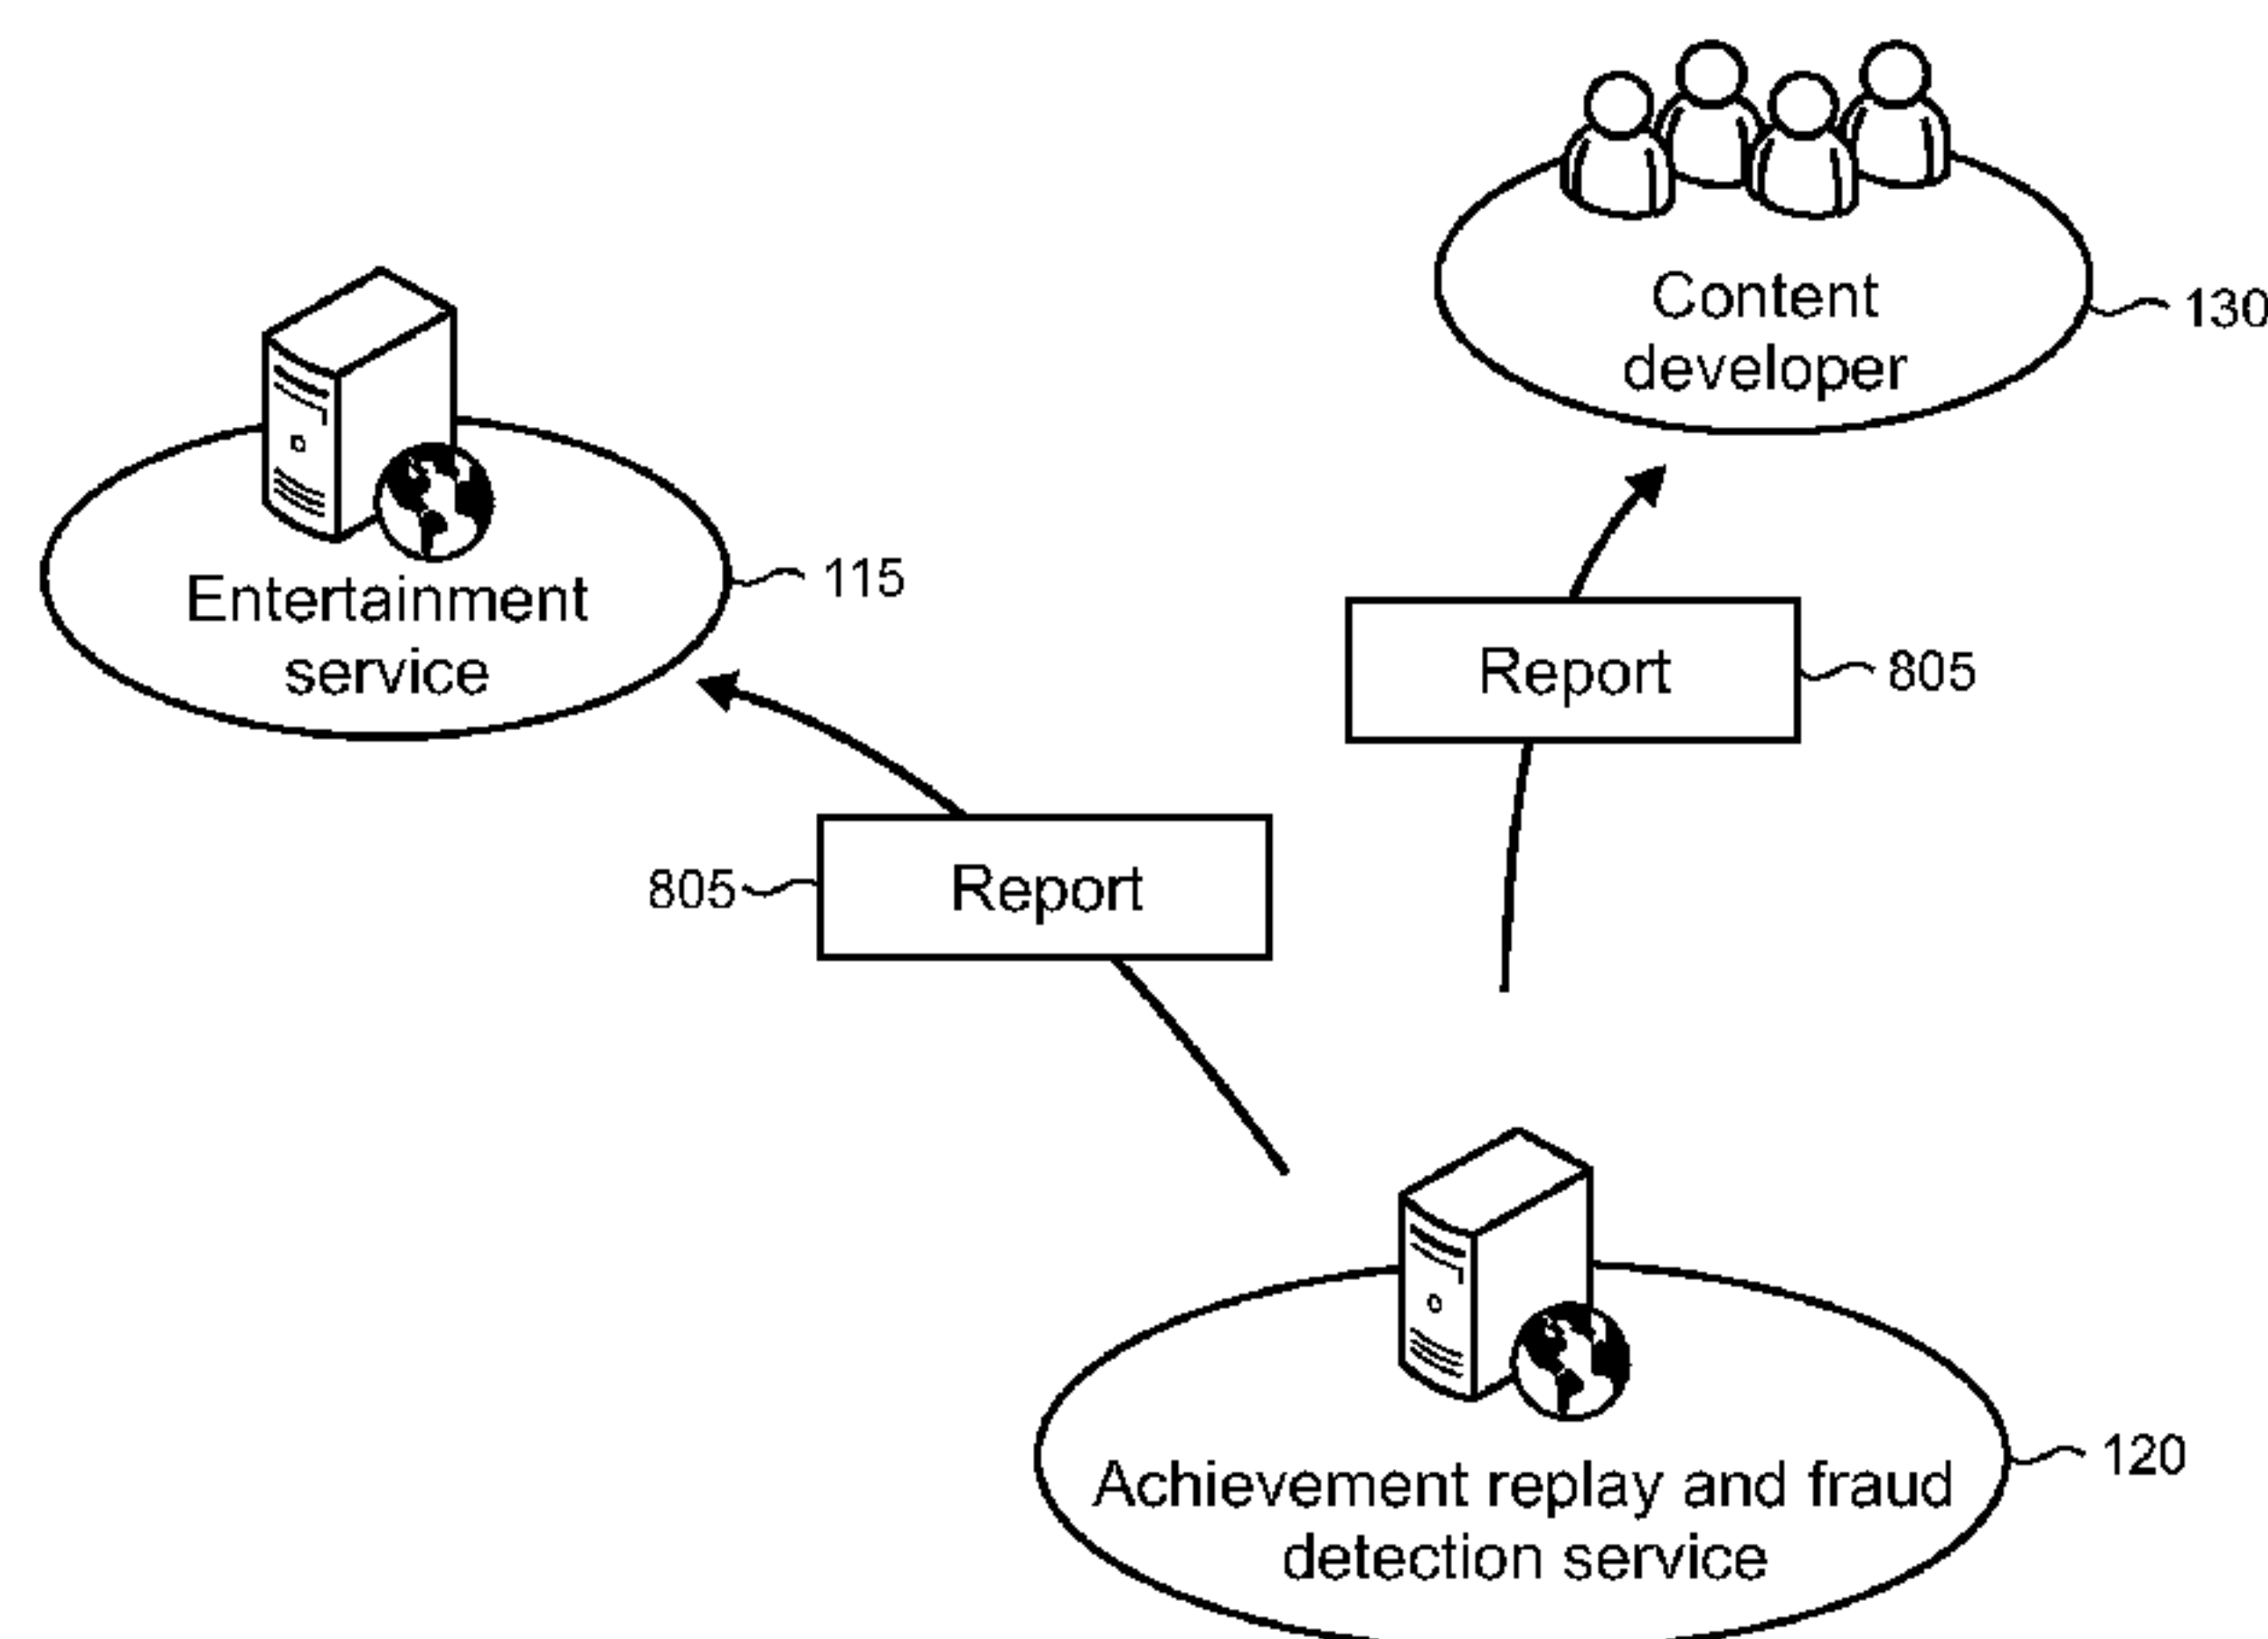 Content
developer
130
Entertainment
service
115
Report
805
805
Report
Achievement replay and fraud
detection service
120